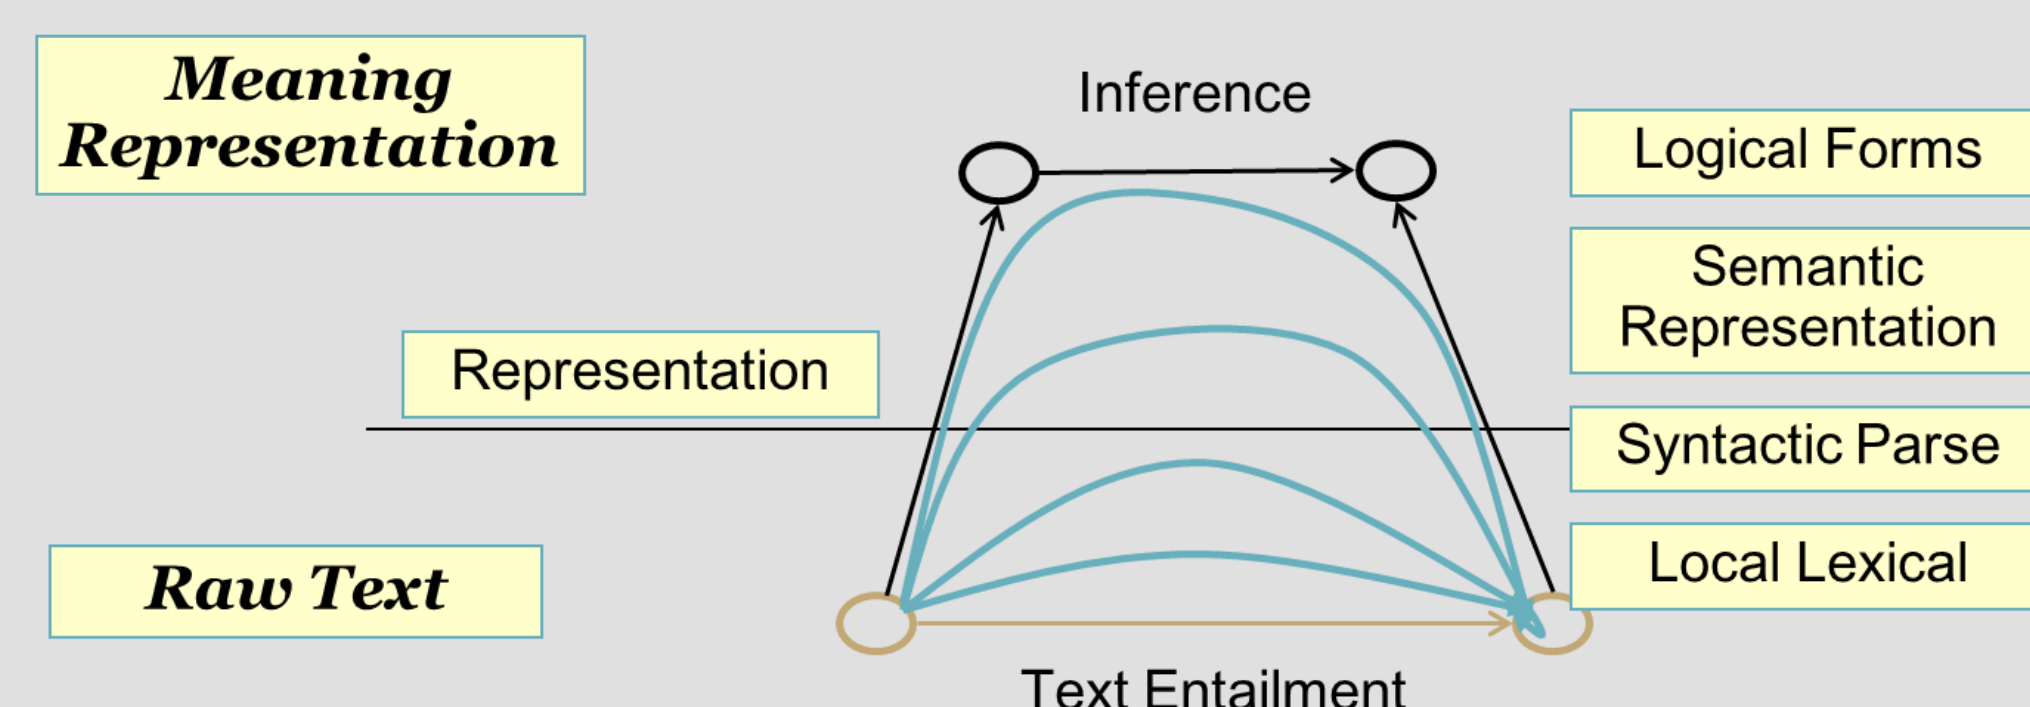 Meaning
Representation
Inference
Logical Forms
Semantic
Representation
Representation
Syntactic Parse
Local Lexical
Raw Text
Text Entailment